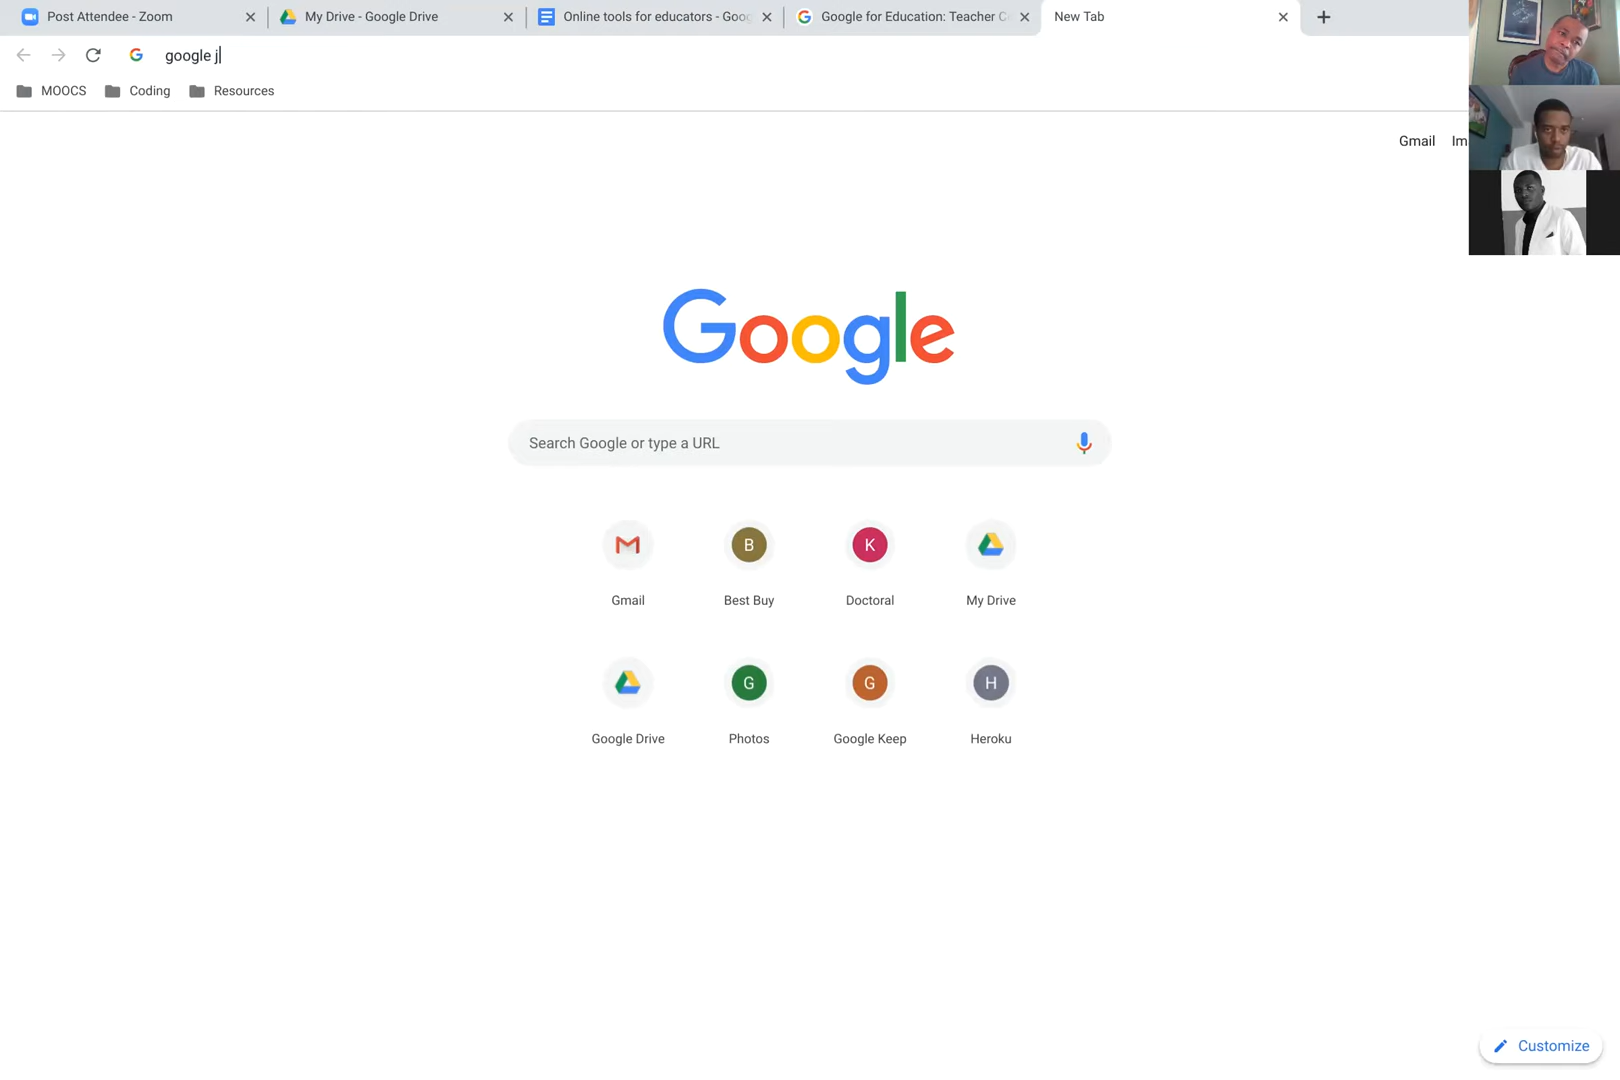 Post Attendee - Zoom
My Drive - Google Drive
Online tools for educators - Goo
Google for Education: Teacher C
New Tab
google j
MOOCS
Coding
Resources
Gmail
Im
Google
Search Google or type a URL
Gmail
B
Best Buy
K
Doctoral
My Drive
Google Drive
G
Photos
G
Google Keep
H
Heroku
Customize